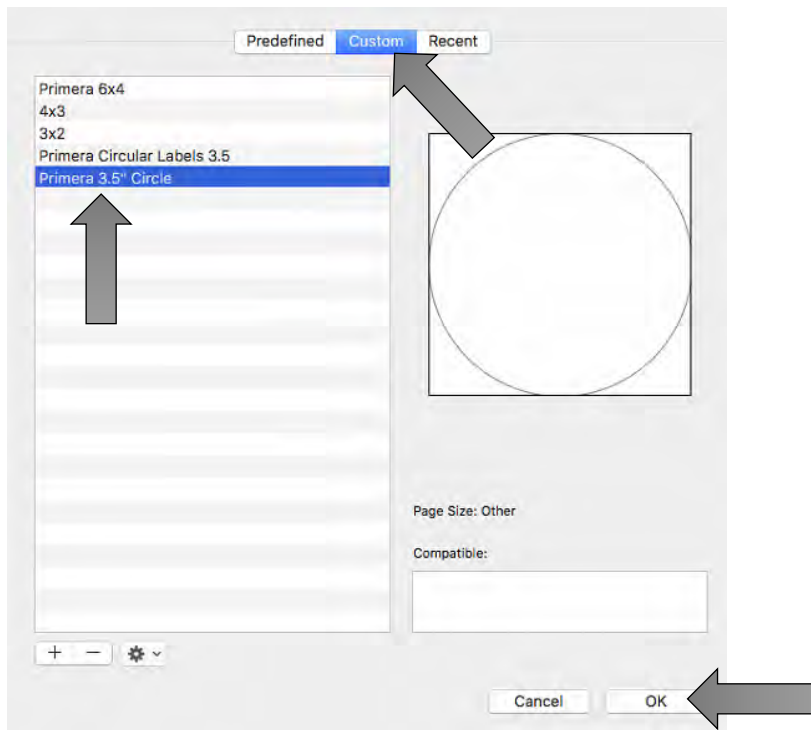 Predefined Custom Recent
Primera 6x4
4x3
3x2
Primera Circular Labels 3.5
Primera 3.5" Circle
Page Size: Other
Compatible:
+ −
Cancel OK